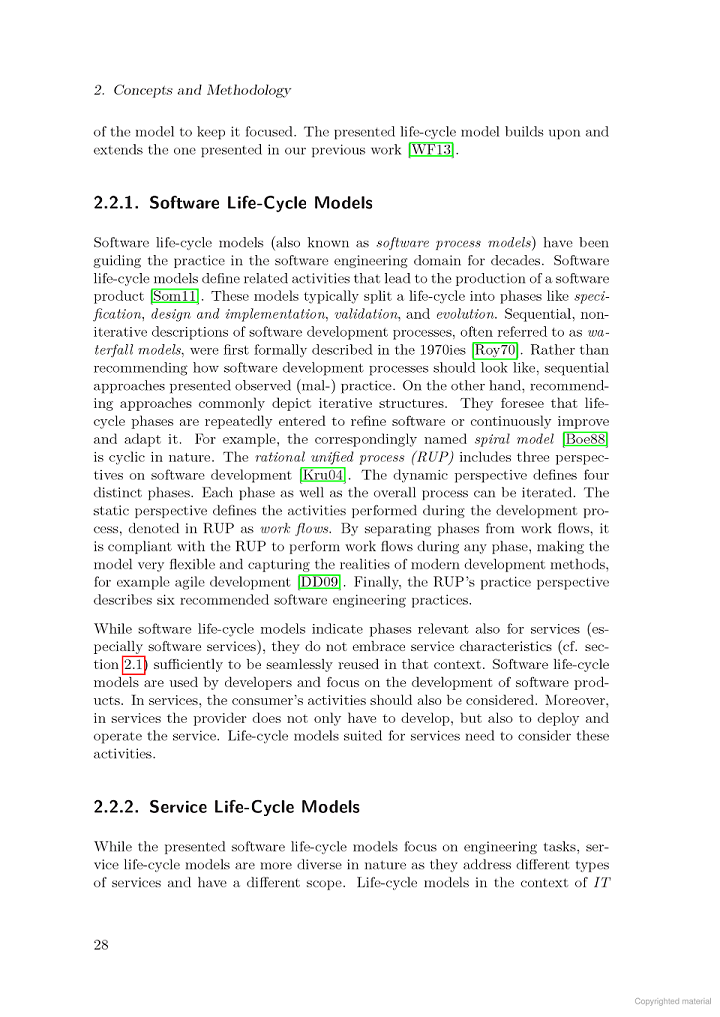 2. Concepts and Methodology
of the model to keep it focused. The presented life-cycle model builds upon and
extends the one presented in our previous work [WF13].
2.2.1. Software Life-Cycle Models
Software life-cycle models (also known as software process models) have been
guiding the practice in the software engineering domain for decades. Software
life-cycle models define related activities that lead to the production of a software
product [Som11]. These models typically split a life-cycle into phases like speci-
fication, design and implementation, validation, and evolution. Sequential, non-
iterative descriptions of software development processes, often referred to as wa-
terfall models, were first formally described in the 1970ies [Roy70]. Rather than
recommending how software development processes should look like, sequential
approaches presented observed (mal-) practice. On the other hand, recommend-
ing approaches commonly depict iterative structures. They foresee that life-
cycle phases are repeatedly entered to refine software or continuously improve
and adapt it. For example, the correspondingly named spiral model [Boe88]
is cyclic in nature. The rational unified process (RUP) includes three perspec-
tives on software development [Kru04]. The dynamic perspective defines four
distinct phases. Each phase as well as the overall process can be iterated. The
static perspective defines the activities performed during the development pro-
cess, denoted in RUP as work flows. By separating phases from work flows, it
is compliant with the RUP to perform work flows during any phase, making the
model very flexible and capturing the realities of modern development methods,
for example agile development [DD09]. Finally, the RUP's practice perspective
describes six recommended software engineering practices.
While software life-cycle models indicate phases relevant also for services (es-
pecially software services), they do not embrace service characteristics (cf. sec-
tion 2.1) sufficiently to be seamlessly reused in that context. Software life-cycle
models are used by developers and focus on the development of software prod-
ucts. In services, the consumer's activities should also be considered. Moreover,
in services the provider does not only have to develop, but also to deploy and
operate the service. Life-cycle models suited for services need to consider these
activities.
2.2.2. Service Life-Cycle Models
While the presented software life-cycle models focus on engineering tasks, ser-
vice life-cycle models are more diverse in nature as they address different types
of services and have a different scope. Life-cycle models in the context of IT
28
Copyrighted material